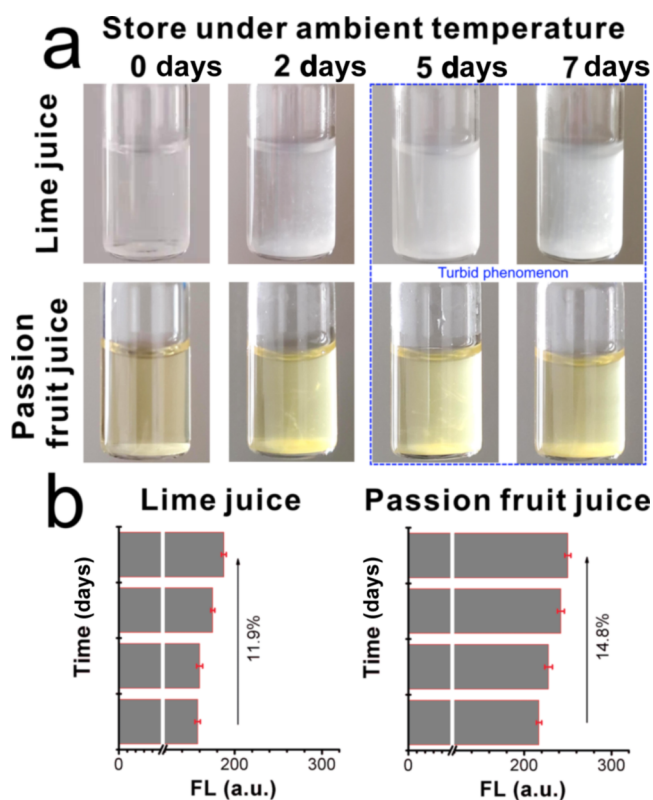 a
Store under ambient temperature
0 days
2 days
5 days
7 days
Lime juice
Turbid phenomenon
Passion
fruit juice
b
Lime juice
Time (days)
11.9%
0
200
300
FL (a.u.)
Passion fruit juice
Time (days)
14.8%
0
200
300
FL (a.u.)